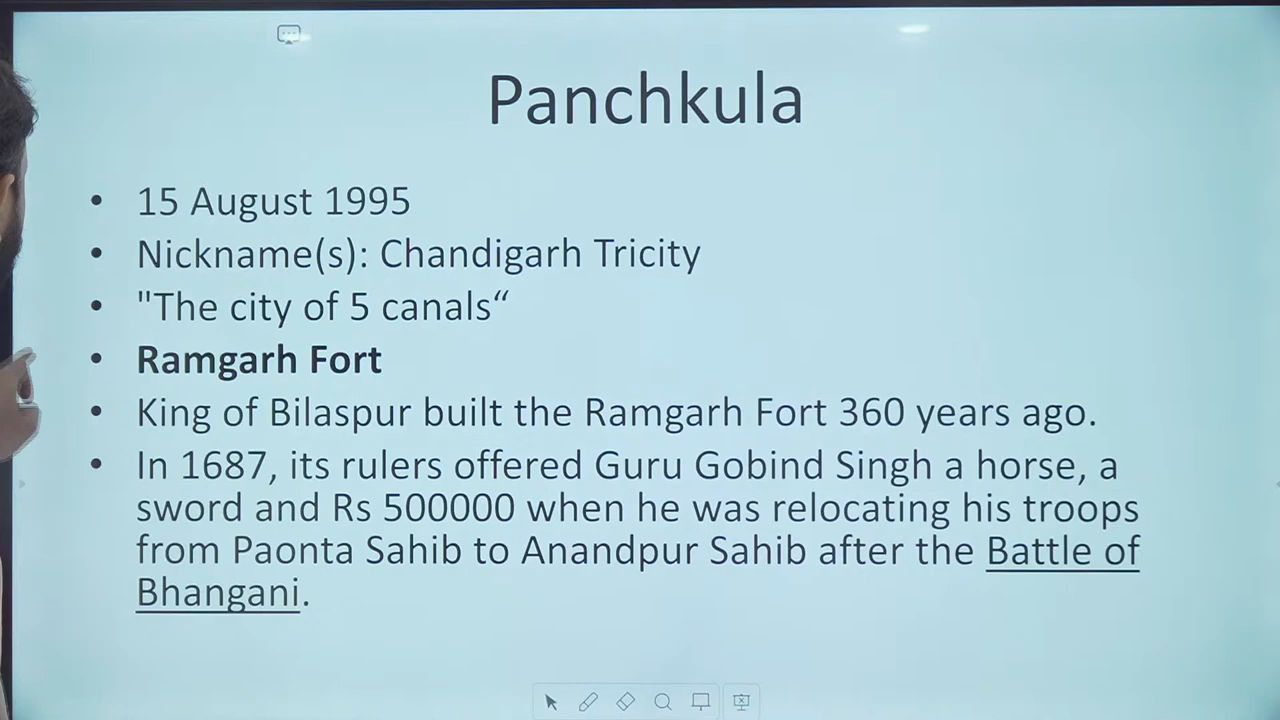 Panchkula
• 15 August 1995
• Nickname(s): Chandigarh Tricity
• "The city of 5 canals“
• Ramgarh Fort
• King of Bilaspur built the Ramgarh Fort 360 years ago.
• In 1687, its rulers offered Guru Gobind Singh a horse, a
sword and Rs 500000 when he was relocating his troops
from Paonta Sahib to Anandpur Sahib after the Battle of
Bhangani.